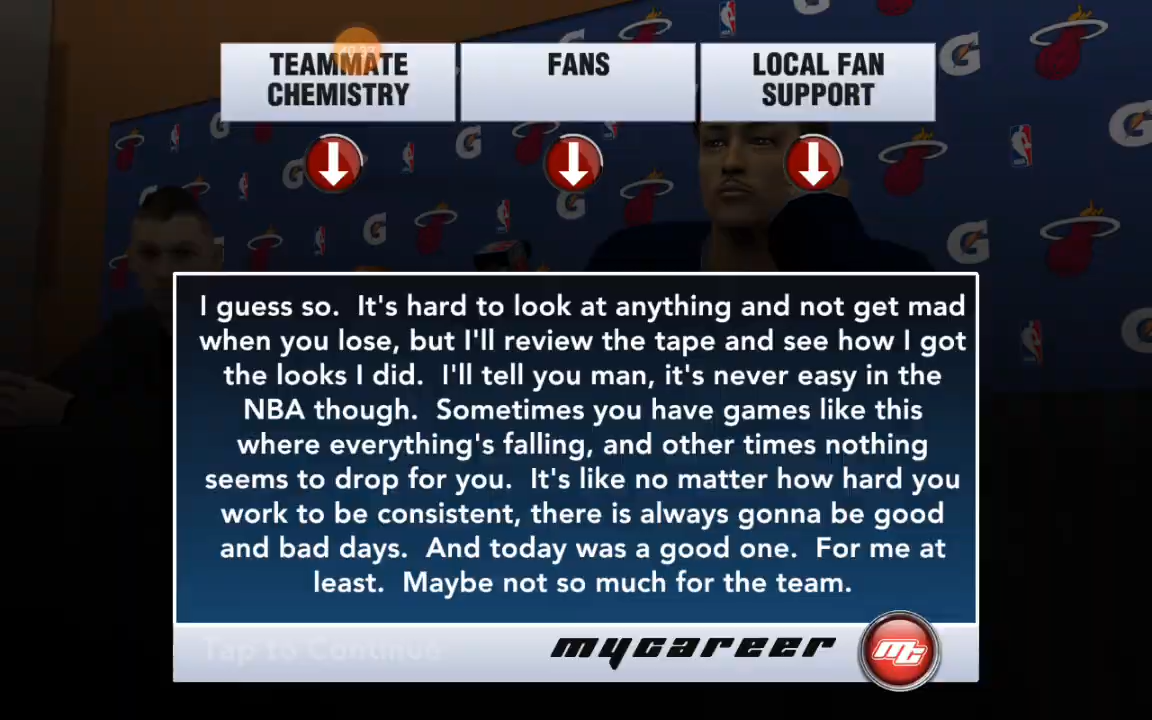 TEAMMATE
CHEMISTRY
FANS
LOCAL FAN
SUPPORT
I guess so. It's hard to look at anything and not get mad
when you lose, but I'll review the tape and see how I got
the looks I did. I'll tell you man, it's never easy in the
NBA though. Sometimes you have games like this
where everything's falling, and other times nothing
seems to drop for you. It's like no matter how hard you
work to be consistent, there is always gonna be good
and bad days. And today was a good one. For me at
least. Maybe not so much for the team.
Tap to Continue
mycareer
mc